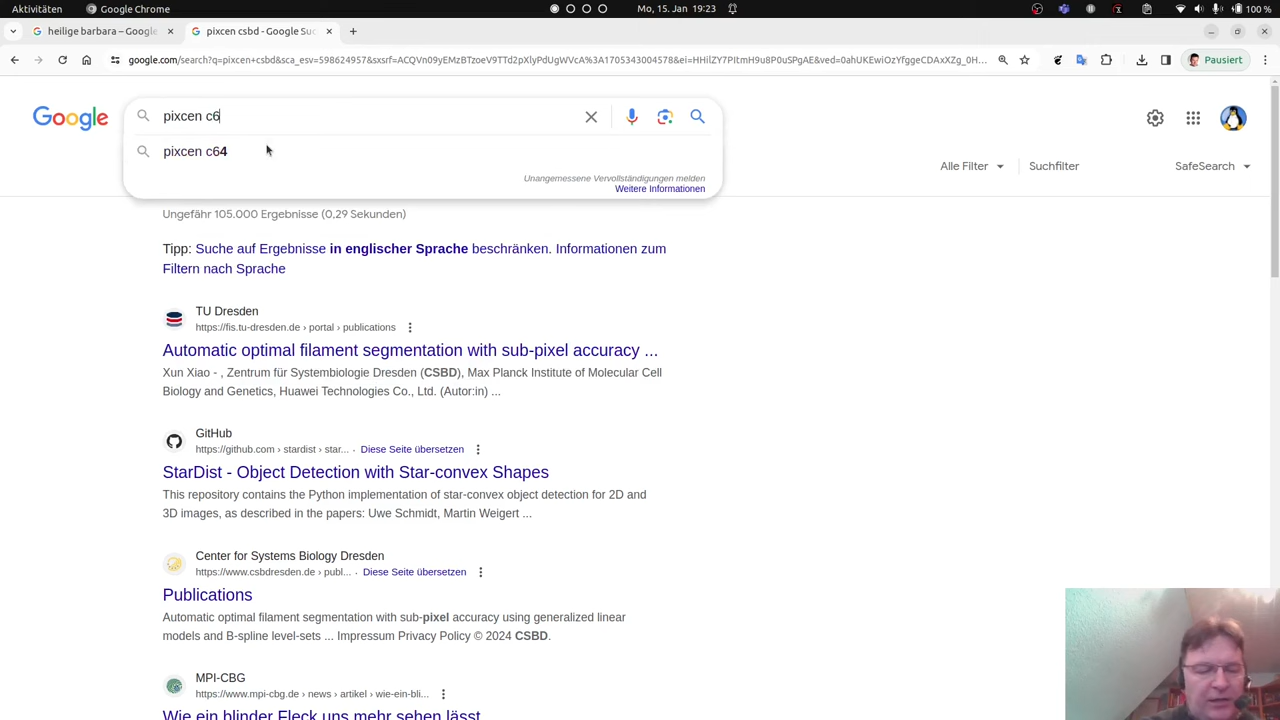 Aktivitäten
Google Chrome
15. Jan. 19:23
100 %
heilige barbara – Google
pixcen csbd - Google Suc
google.com/search?q=pixcen+csbd&sca_esv=598624957&sxsrf=ACQVn09yEMzBTzoeV9TTd2pXlyPdUgWVcA%3A1705343004578&ei=HHilZY7PItmH9u8P0uSPgAE&ved=0ahUKEwiOzYfggeCDAxXZg_0H...
Pausiert
Google
pixcen c6
pixcen c64
Unangemessene Vervollständigungen melden
Weitere Informationen
Alle Filter
Suchfilter
SafeSearch
Ungefähr 105.000 Ergebnisse (0,29 Sekunden)
Tipp: Suche auf Ergebnisse in englischer Sprache beschränken. Informationen zum
Filtern nach Sprache
TU Dresden
https://fis.tu-dresden.de › portal › publications
Automatic optimal filament segmentation with sub-pixel accuracy ...
Xun Xiao - , Zentrum für Systembiologie Dresden (CSBD), Max Planck Institute of Molecular Cell
Biology and Genetics, Huawei Technologies Co., Ltd. (Autor:in) ...
GitHub
https://github.com › stardist › star... · Diese Seite übersetzen
StarDist - Object Detection with Star-convex Shapes
This repository contains the Python implementation of star-convex object detection for 2D and
3D images, as described in the papers: Uwe Schmidt, Martin Weigert ...
Center for Systems Biology Dresden
https://www.csbdresden.de › publ... · Diese Seite übersetzen
Publications
Automatic optimal filament segmentation with sub-pixel accuracy using generalized linear
models and B-spline level-sets ... Impressum Privacy Policy © 2024 CSBD.
MPI-CBG
https://www.mpi-cbg.de › news › artikel › wie-ein-bli...
Wie ein blinder Fleck uns mehr sehen lässt